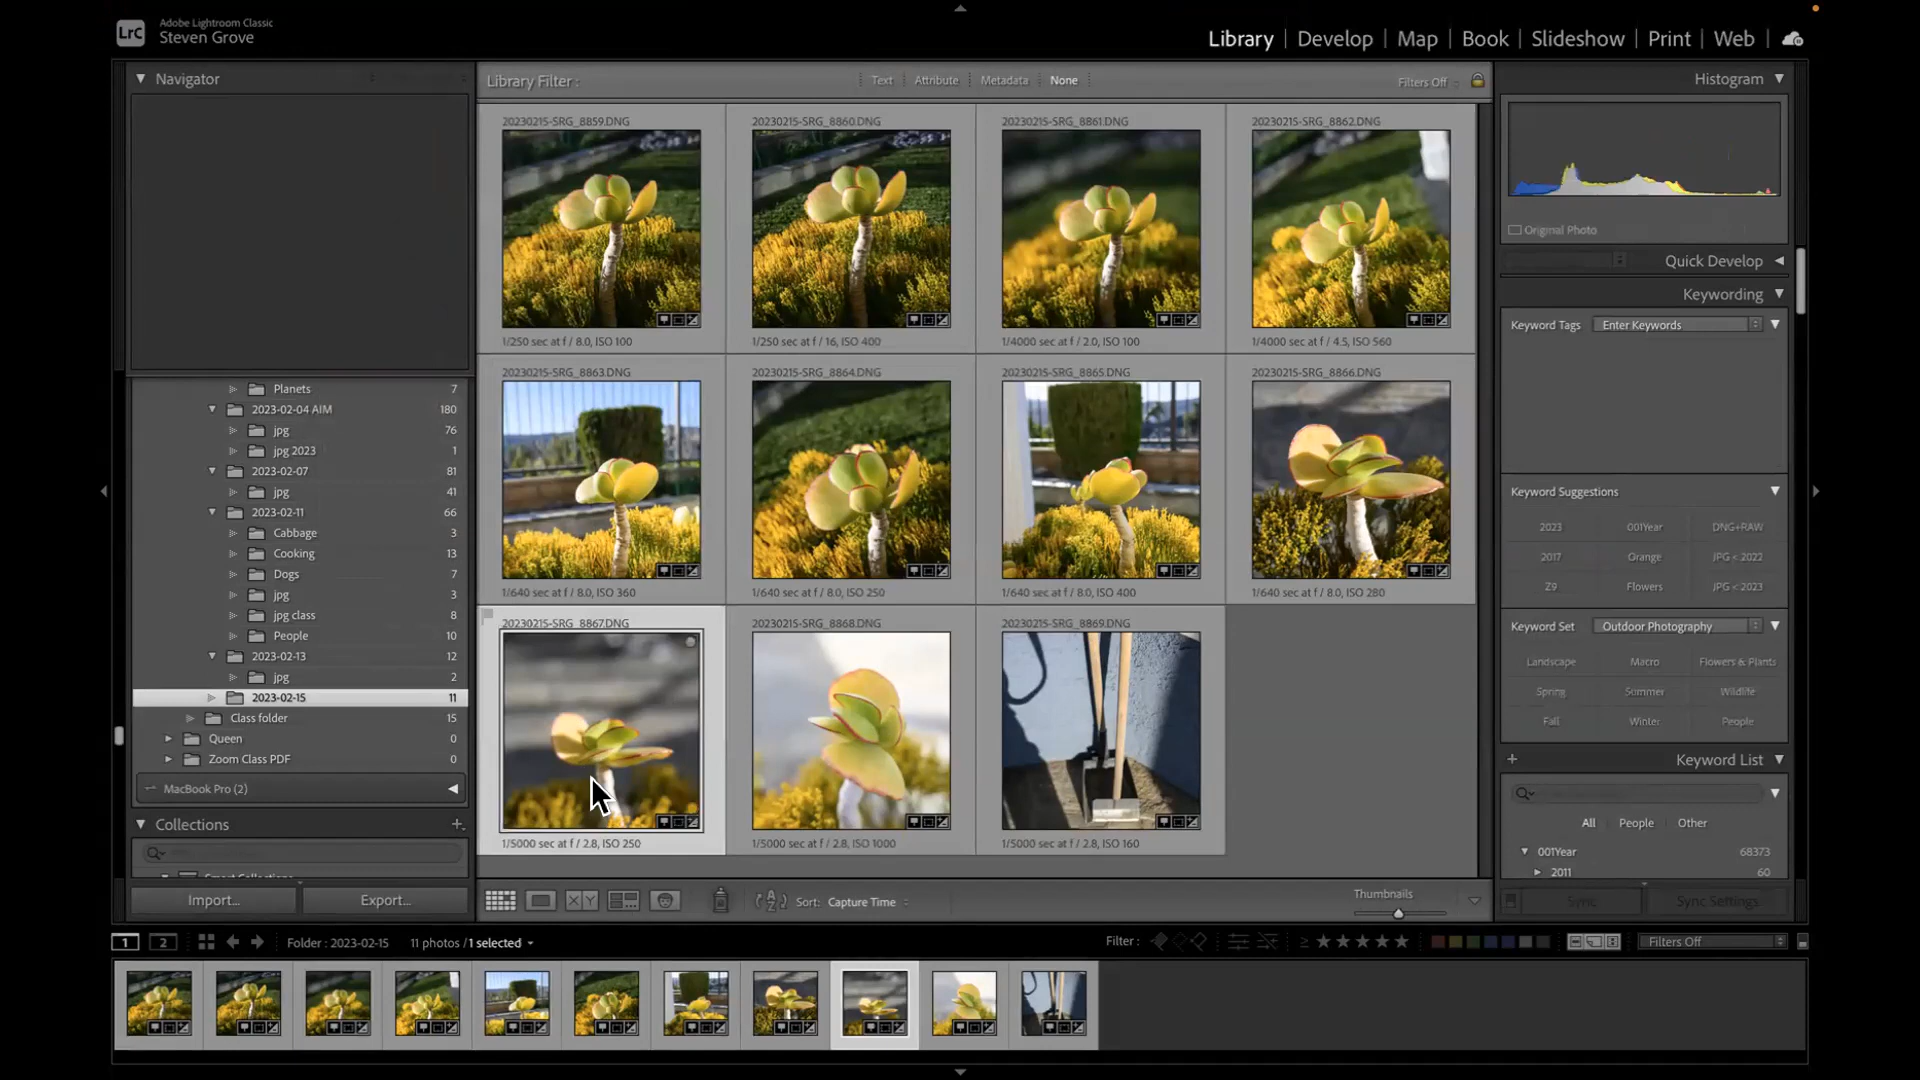 LrC
Adobe Lightroom Classic
Steven Grove
Library Develop Map Book Slideshow Print Web
Navigator
Library Filter : Text Attribute Metadata None Filters Off
Histogram
20230215-SRG_8859.DNG 20230215-SRG_8860.DNG 20230215-SRG_8861.DNG 20230215-SRG_8862.DNG
1/250 sec at f / 8.0, ISO 100 1/250 sec at f / 16, ISO 400 1/4000 sec at f / 2.0, ISO 100 1/4000 sec at f / 4.5, ISO 560
20230215-SRG_8863.DNG 20230215-SRG_8864.DNG 20230215-SRG_8865.DNG 20230215-SRG_8866.DNG
1/640 sec at f / 8.0, ISO 360 1/640 sec at f / 8.0, ISO 250 1/640 sec at f / 8.0, ISO 400 1/640 sec at f / 8.0, ISO 280
20230215-SRG_8867.DNG 20230215-SRG_8868.DNG 20230215-SRG_8869.DNG
1/5000 sec at f / 2.8, ISO 250 1/5000 sec at f / 2.8, ISO 1000 1/5000 sec at f / 2.8, ISO 160
Planets 7
2023-02-04 AIM 180
jpg 76
jpg 2023 1
2023-02-07 81
jpg 41
2023-02-11 66
Cabbage 3
Cooking 13
Dogs 7
jpg 3
jpg class 8
People 10
2023-02-13 12
jpg 2
2023-02-15 11
Class folder 15
Queen 0
Zoom Class PDF 0
MacBook Pro (2)
Collections
Import... Export...
XY
Sort: Capture Time
Thumbnails
Original Photo
Quick Develop
Keywording
Keyword Tags Enter Keywords
Keyword Suggestions
2023 001Year DNG+RAW
2017 Orange JPG < 2022
Z9 Flowers JPG < 2023
Keyword Set Outdoor Photography
Landscape Macro Flowers & Plants
Spring Summer Wildlife
Fall Winter People
Keyword List
All People Other
001Year 68373
2011 60
Sync Sync Settings
1 2 Folder : 2023-02-15 11 photos / 1 selected
Filter : Filters Off